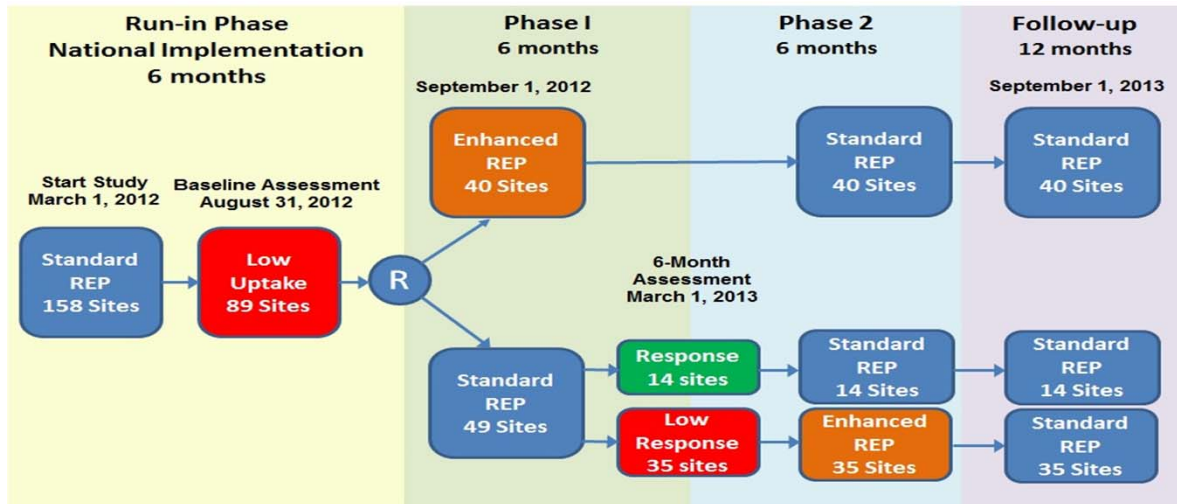 Run-in Phase
National Implementation
6 months
Phase I
6 months
Phase 2
6 months
Follow-up
12 months
September 1, 2012
September 1, 2013
Enhanced
REP
40 Sites
Standard
REP
40 Sites
Standard
REP
40 Sites
Start Study
March 1, 2012
Baseline Assessment
August 31, 2012
Standard
REP
158 Sites
Low
Uptake
89 Sites
R
6-Month
Assessment
March 1, 2013
Standard
REP
49 Sites
Response
14 sites
Standard
REP
14 Sites
Standard
REP
14 Sites
Low
Response
35 sites
Enhanced
REP
35 Sites
Standard
REP
35 Sites